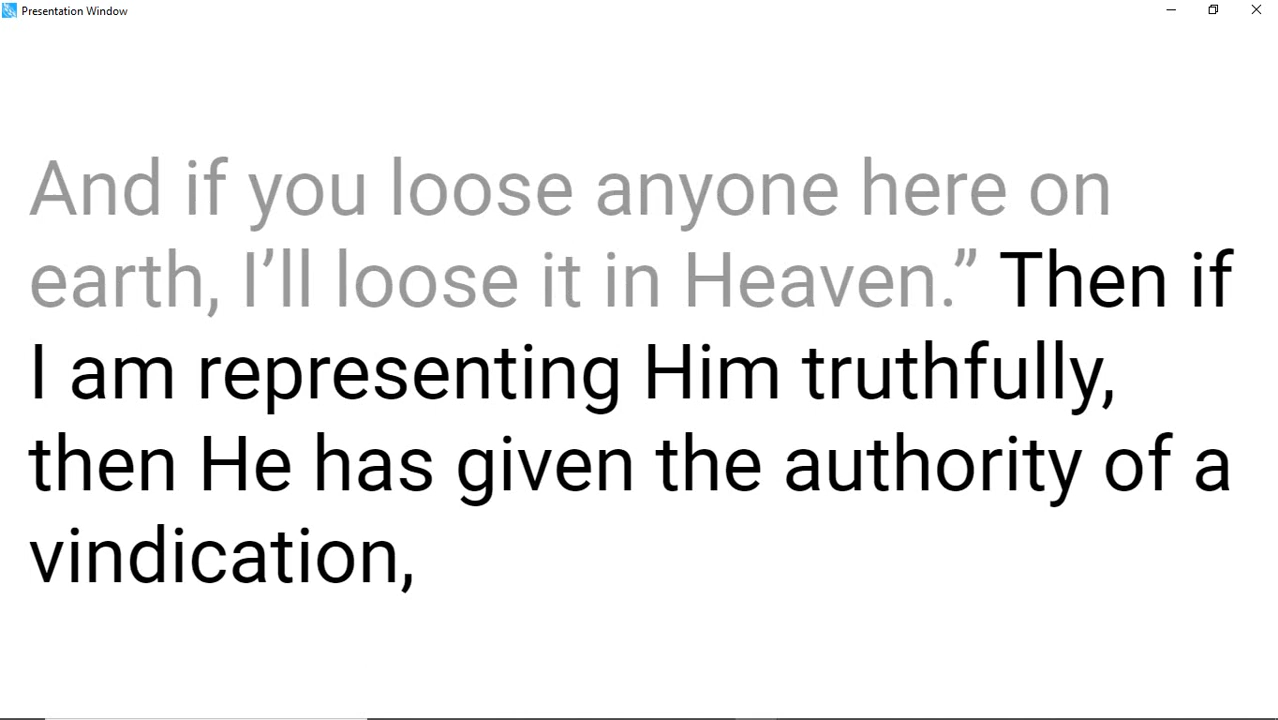 Presentation Window
And if you loose anyone here on
earth, I’ll loose it in Heaven.” Then if
I am representing Him truthfully,
then He has given the authority of a
vindication,